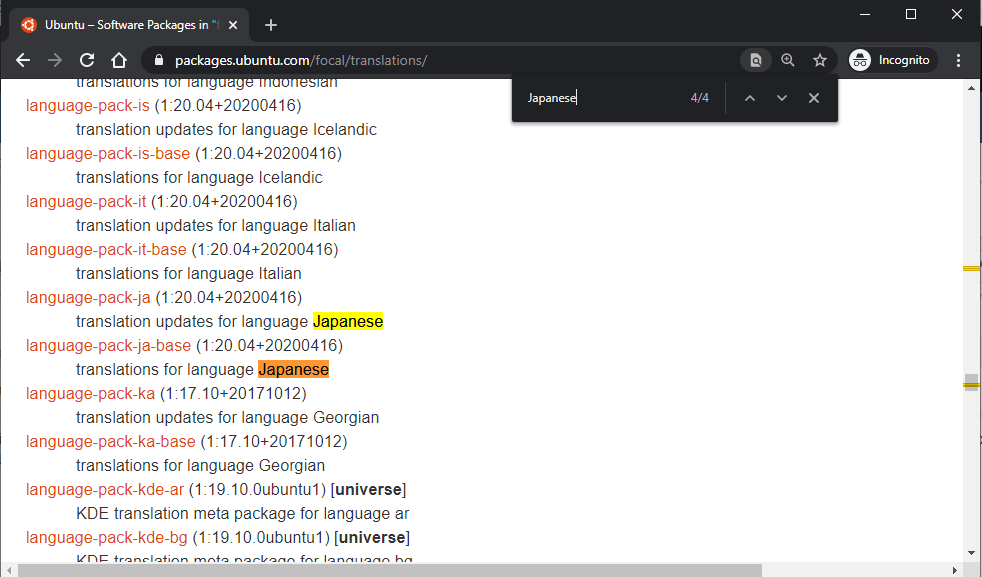 Ubuntu – Software Packages in "
packages.ubuntu.com/focal/translations/
Incognito
Japanese 4/4
translations for language Indonesian
language-pack-is (1:20.04+20200416)
translation updates for language Icelandic
language-pack-is-base (1:20.04+20200416)
translations for language Icelandic
language-pack-it (1:20.04+20200416)
translation updates for language Italian
language-pack-it-base (1:20.04+20200416)
translations for language Italian
language-pack-ja (1:20.04+20200416)
translation updates for language Japanese
language-pack-ja-base (1:20.04+20200416)
translations for language Japanese
language-pack-ka (1:17.10+20171012)
translation updates for language Georgian
language-pack-ka-base (1:17.10+20171012)
translations for language Georgian
language-pack-kde-ar (1:19.10.0ubuntu1) [universe]
KDE translation meta package for language ar
language-pack-kde-bg (1:19.10.0ubuntu1) [universe]
KDE translation meta package for language bg